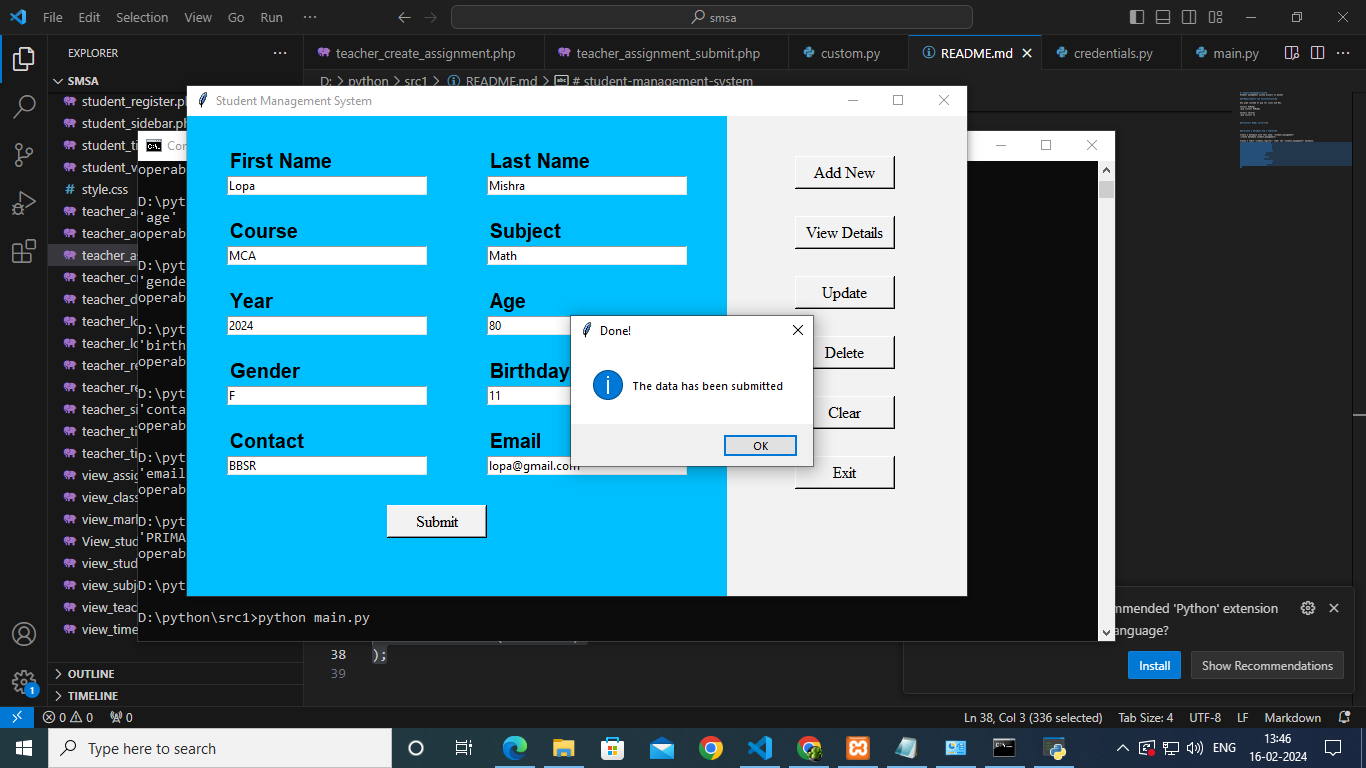 File Edit Selection View Go Run ··· smsa
EXPLORER ···
teacher_create_assignment.php teacher_assignment_submit.php custom.py README.md credentials.py main.py
SMSA
D: > python > src1 > README.md > # student-management-system
student_register.p
student_sidebar.ph
student_ti
student_v
style.css
teacher_a
teacher_a
teacher_as
teacher_c
teacher_d
teacher_lo
teacher_lo
teacher_re
teacher_re
teacher_si
teacher_ti
teacher_ti
view_assig
view_class
view_mark
View_stud
view_stud
view_subj
view_teac
view_time
OUTLINE
TIMELINE
Student Management System
First Name
Lopa
Last Name
Mishra
Course
MCA
Subject
Math
Year
2024
Age
80
Gender
F
Birthday
11
Contact
BBSR
Email
lopa@gmail.com
Submit
Add New
View Details
Update
Delete
Clear
Exit
Done!
The data has been submitted
OK
Co
operab
D:\pyt
'age'
operab
D:\pyt
'gende
operab
D:\pyt
'birth
operab
D:\pyt
'conta
operab
D:\pyt
'email
operab
D:\pyt
'PRIMA
operab
D:\pyt
D:\python\src1>python main.py
38 );
39
mmended 'Python' extension
anguage?
Install Show Recommendations
0 0 0 Ln 38, Col 3 (336 selected) Tab Size: 4 UTF-8 LF Markdown
1
Type here to search
ENG
13:46
16-02-2024